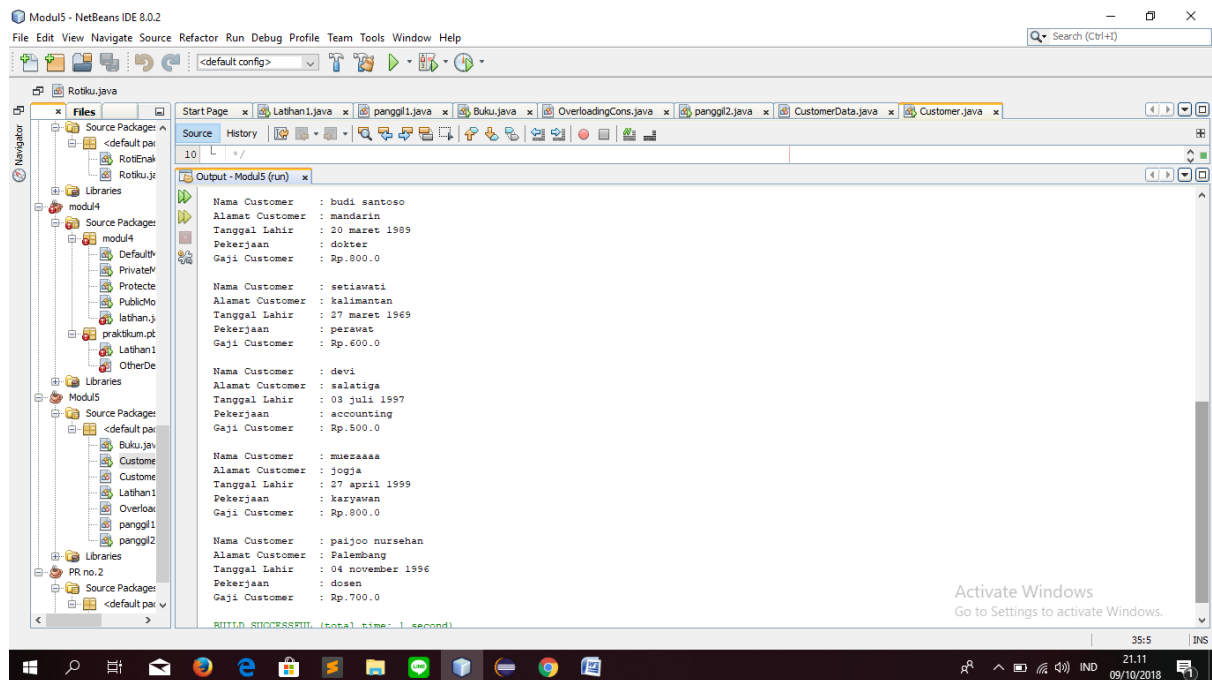 Modul5 - NetBeans IDE 8.0.2
File Edit View Navigate Source Refactor Run Debug Profile Team Tools Window Help
Search (Ctrl+I)
<default config>
Rotiku.java
Files
Start Page Latihan1.java panggil1.java Buku.java OverloadingCons.java panggil2.java CustomerData.java Customer.java
Navigator
Source History
10 */
Output - Modul5 (run)
Source Packages
<default pac
RotiEnak
Rotiku.ja
Libraries
modul4
Source Packages
modul4
DefaultM
PrivateM
Protecte
PublicMo
latihan.j
praktikum.pb
Latihan1
OtherDe
Libraries
Modul5
Source Packages
<default pac
Buku.jav
Custome
Custome
Latihan1
Overload
panggil1
panggil2
Libraries
PR no.2
Source Packages
<default pac
Nama Customer : budi santoso
Alamat Customer : mandarin
Tanggal Lahir : 20 maret 1989
Pekerjaan : dokter
Gaji Customer : Rp.800.0
Nama Customer : setiawati
Alamat Customer : kalimantan
Tanggal Lahir : 27 maret 1969
Pekerjaan : perawat
Gaji Customer : Rp.600.0
Nama Customer : devi
Alamat Customer : salatiga
Tanggal Lahir : 03 juli 1997
Pekerjaan : accounting
Gaji Customer : Rp.500.0
Nama Customer : muezaaaa
Alamat Customer : jogja
Tanggal Lahir : 27 april 1999
Pekerjaan : karyawan
Gaji Customer : Rp.800.0
Nama Customer : paijoo nursehan
Alamat Customer : Palembang
Tanggal Lahir : 04 november 1996
Pekerjaan : dosen
Gaji Customer : Rp.700.0
BUILD SUCCESSFUL (total time: 1 second)
Activate Windows
Go to Settings to activate Windows.
35:5 INS
IND
21.11
09/10/2018